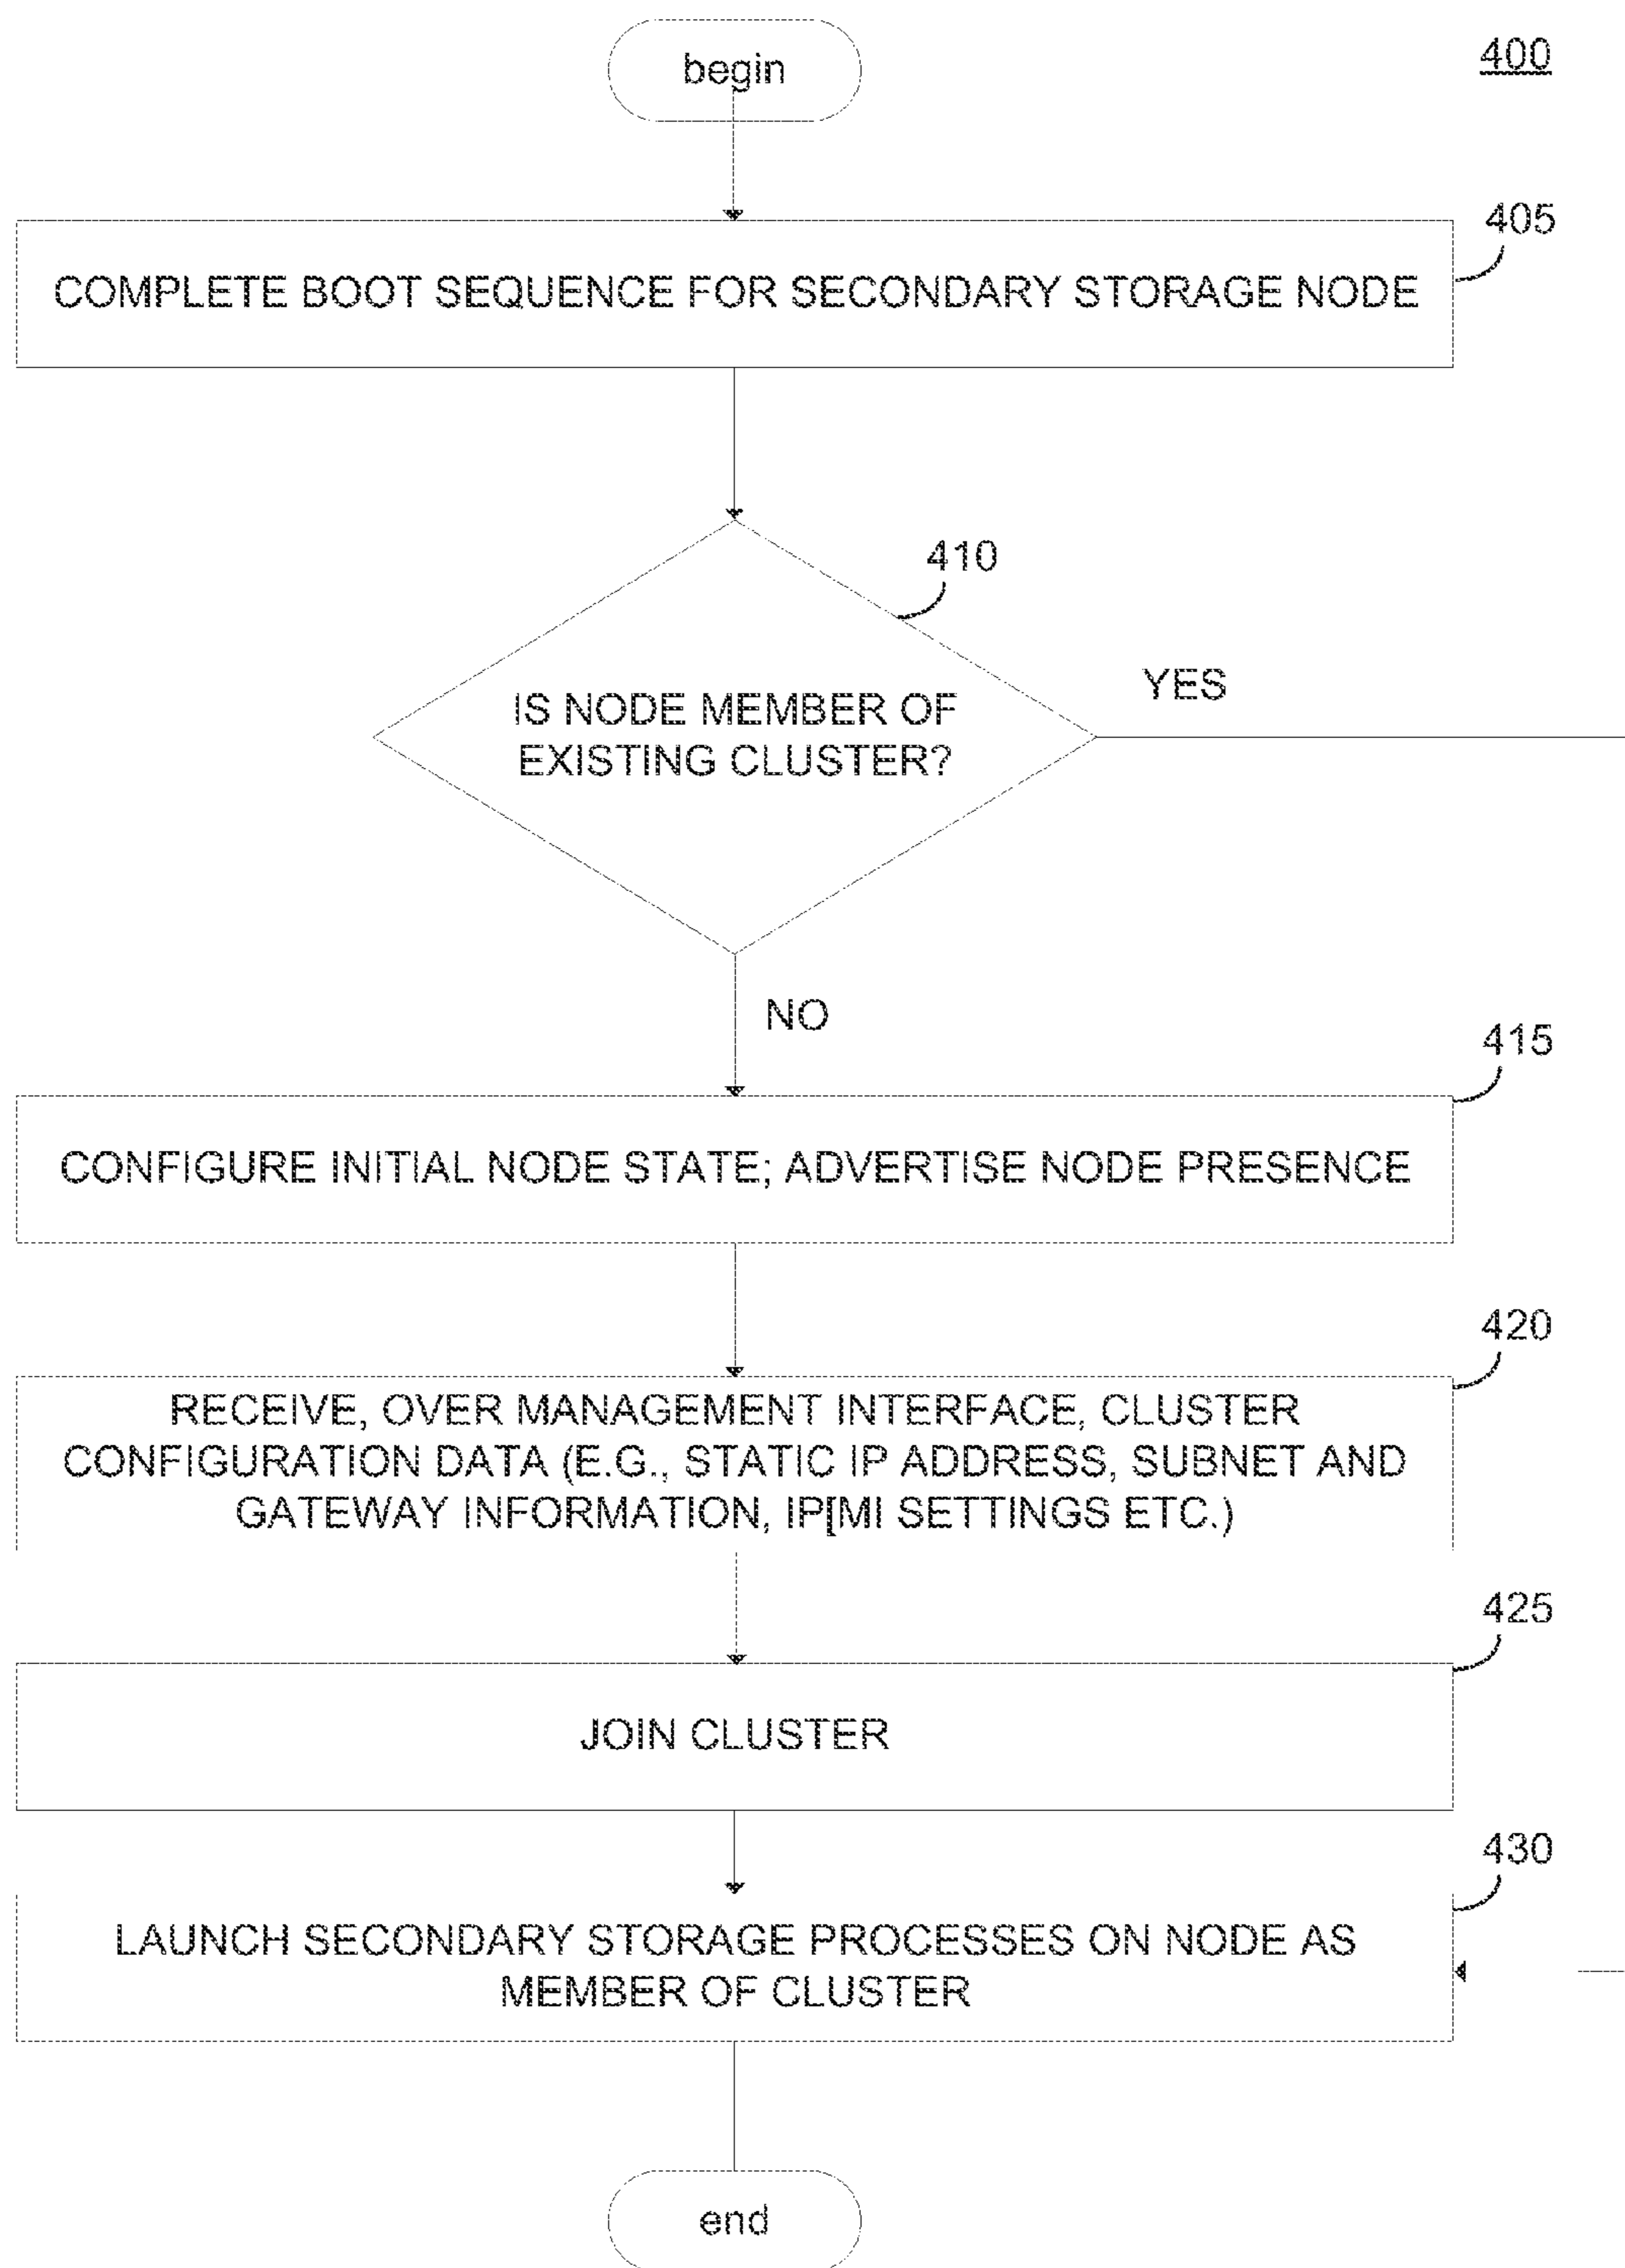 begin
400
405
COMPLETE BOOT SEQUENCE FOR SECONDARY STORAGE NODE
410
IS NODE MEMBER OF
EXISTING CLUSTER?
YES
NO
415
CONFIGURE INITIAL NODE STATE; ADVERTISE NODE PRESENCE
420
RECEIVE, OVER MANAGEMENT INTERFACE, CLUSTER
CONFIGURATION DATA (E.G., STATIC IP ADDRESS, SUBNET AND
GATEWAY INFORMATION, IP[MI SETTINGS ETC.)
425
JOIN CLUSTER
430
LAUNCH SECONDARY STORAGE PROCESSES ON NODE AS
MEMBER OF CLUSTER
end